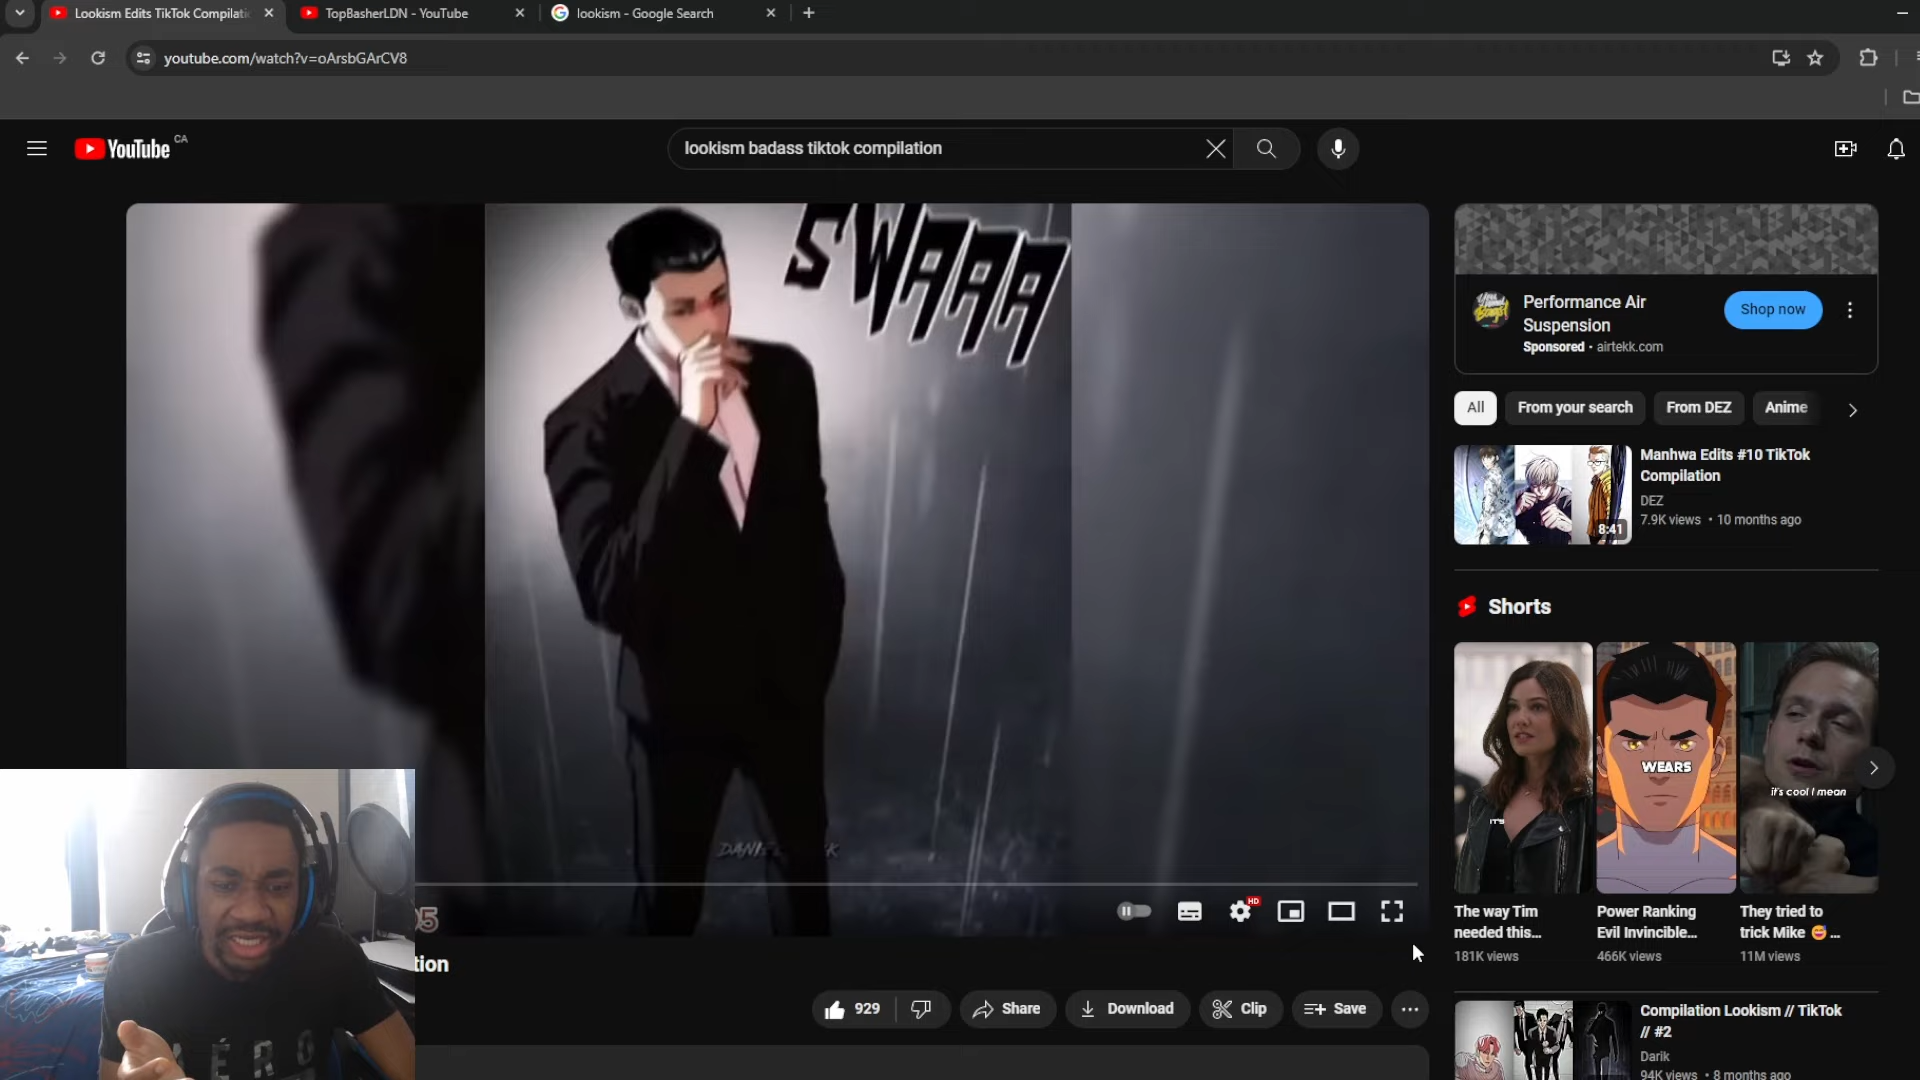 Lookism Edits TikTok Compilati
TopBasherLDN - YouTube
lookism - Google Search
youtube.com/watch?v=oArsbGArCV8
YouTube CA
lookism badass tiktok compilation
SWAAA
Performance Air
Suspension
Sponsored • airtekk.com
Shop now
All
From your search
From DEZ
Anime
8:41
Manhwa Edits #10 TikTok
Compilation
DEZ
7.9K views • 10 months ago
Shorts
IT'S
WEARS
it's cool I mean
The way Tim
needed this...
181K views
Power Ranking
Evil Invincible...
466K views
They tried to
trick Mike 😅 ...
11M views
HD
tion
929
Share
Download
Clip
Save
Compilation Lookism // TikTok
// #2
Darik
94K views • 8 months ago
ÉRO